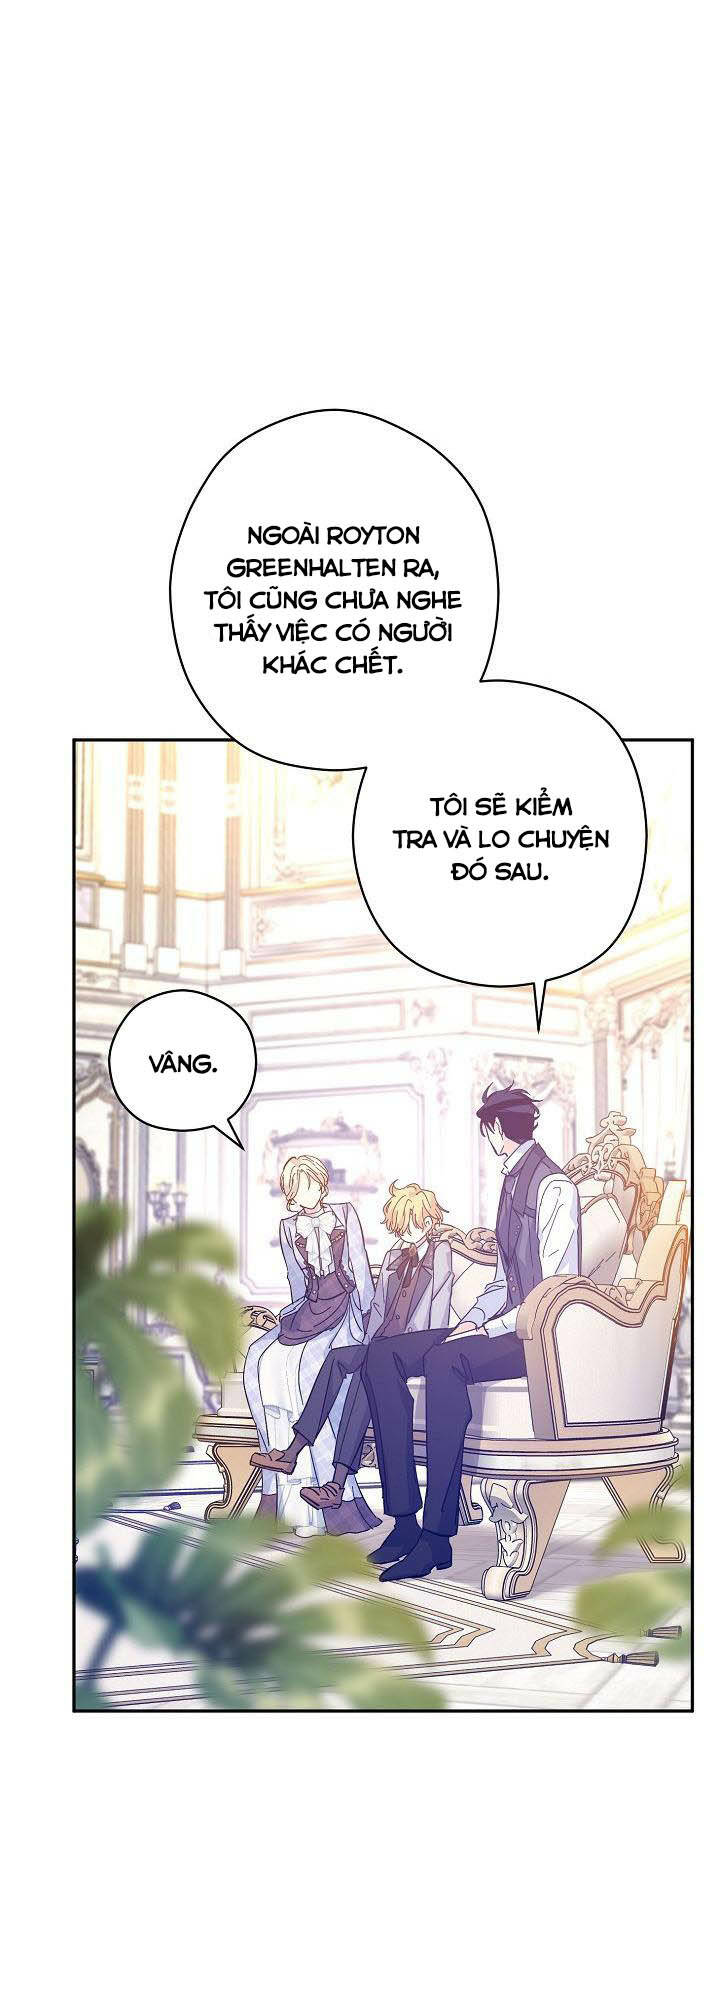 NGOÀI ROYTON
GREENHALTEN RA,
TÔI CŨNG CHƯA NGHE
THẤY VIỆC CÓ NGƯỜI
KHÁC CHẾT.
TÔI SẼ KIỂM
TRA VÀ LO CHUYỆN
ĐÓ SAU.
VÂNG.